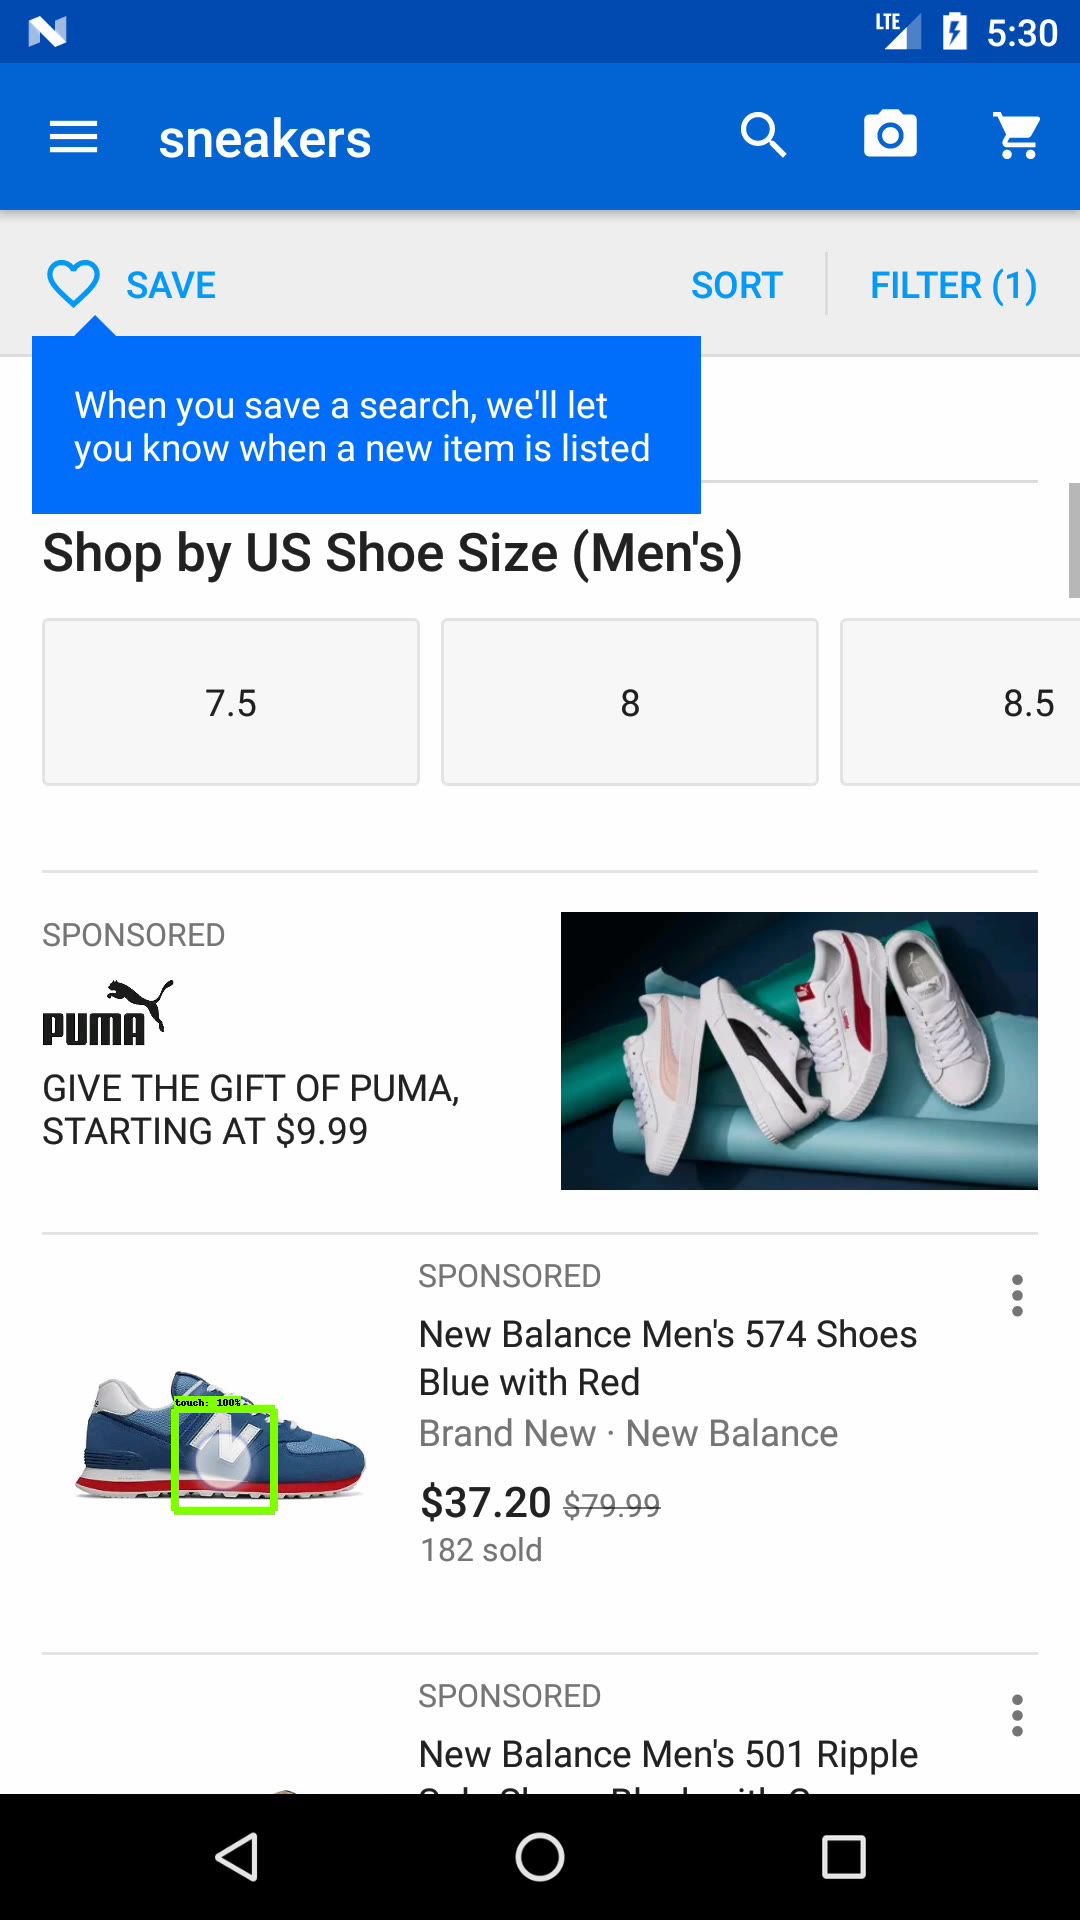 LTE 5:30
sneakers
SAVE SORT FILTER (1)
When you save a search, we'll let
you know when a new item is listed
Shop by US Shoe Size (Men's)
7.5 8 8.5
SPONSORED
PUMA
GIVE THE GIFT OF PUMA,
STARTING AT $9.99
SPONSORED
New Balance Men's 574 Shoes
Blue with Red
Brand New · New Balance
touch: 100%
$37.20 $79.99
182 sold
SPONSORED
New Balance Men's 501 Ripple